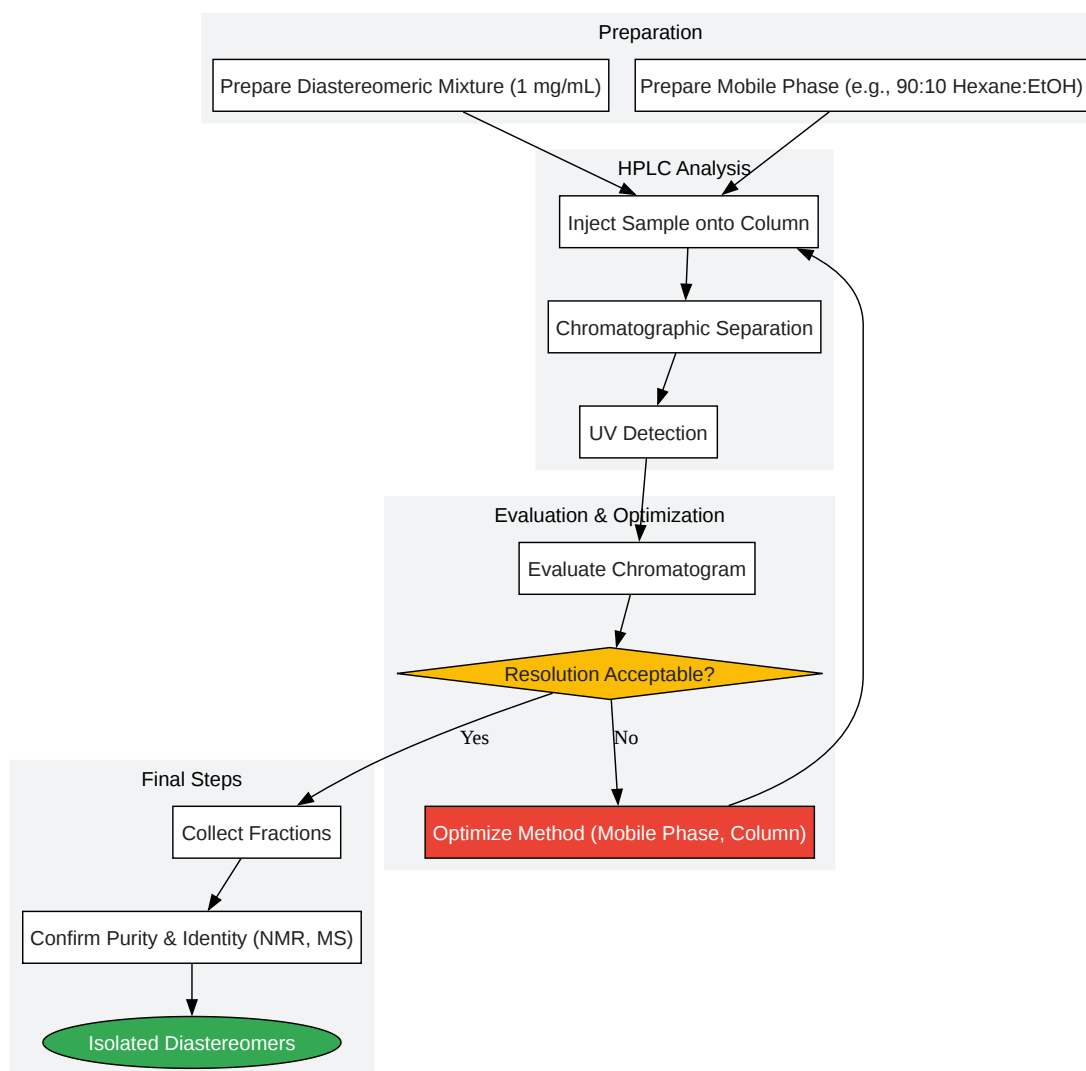 Preparation
Prepare Diastereomeric Mixture (1 mg/mL)
Prepare Mobile Phase (e.g., 90:10 Hexane:EtOH)
HPLC Analysis
Inject Sample onto Column
Chromatographic Separation
UV Detection
Evaluation & Optimization
Evaluate Chromatogram
Resolution Acceptable?
Yes
No
Final Steps
Collect Fractions
Optimize Method (Mobile Phase, Column)
Confirm Purity & Identity (NMR, MS)
Isolated Diastereomers